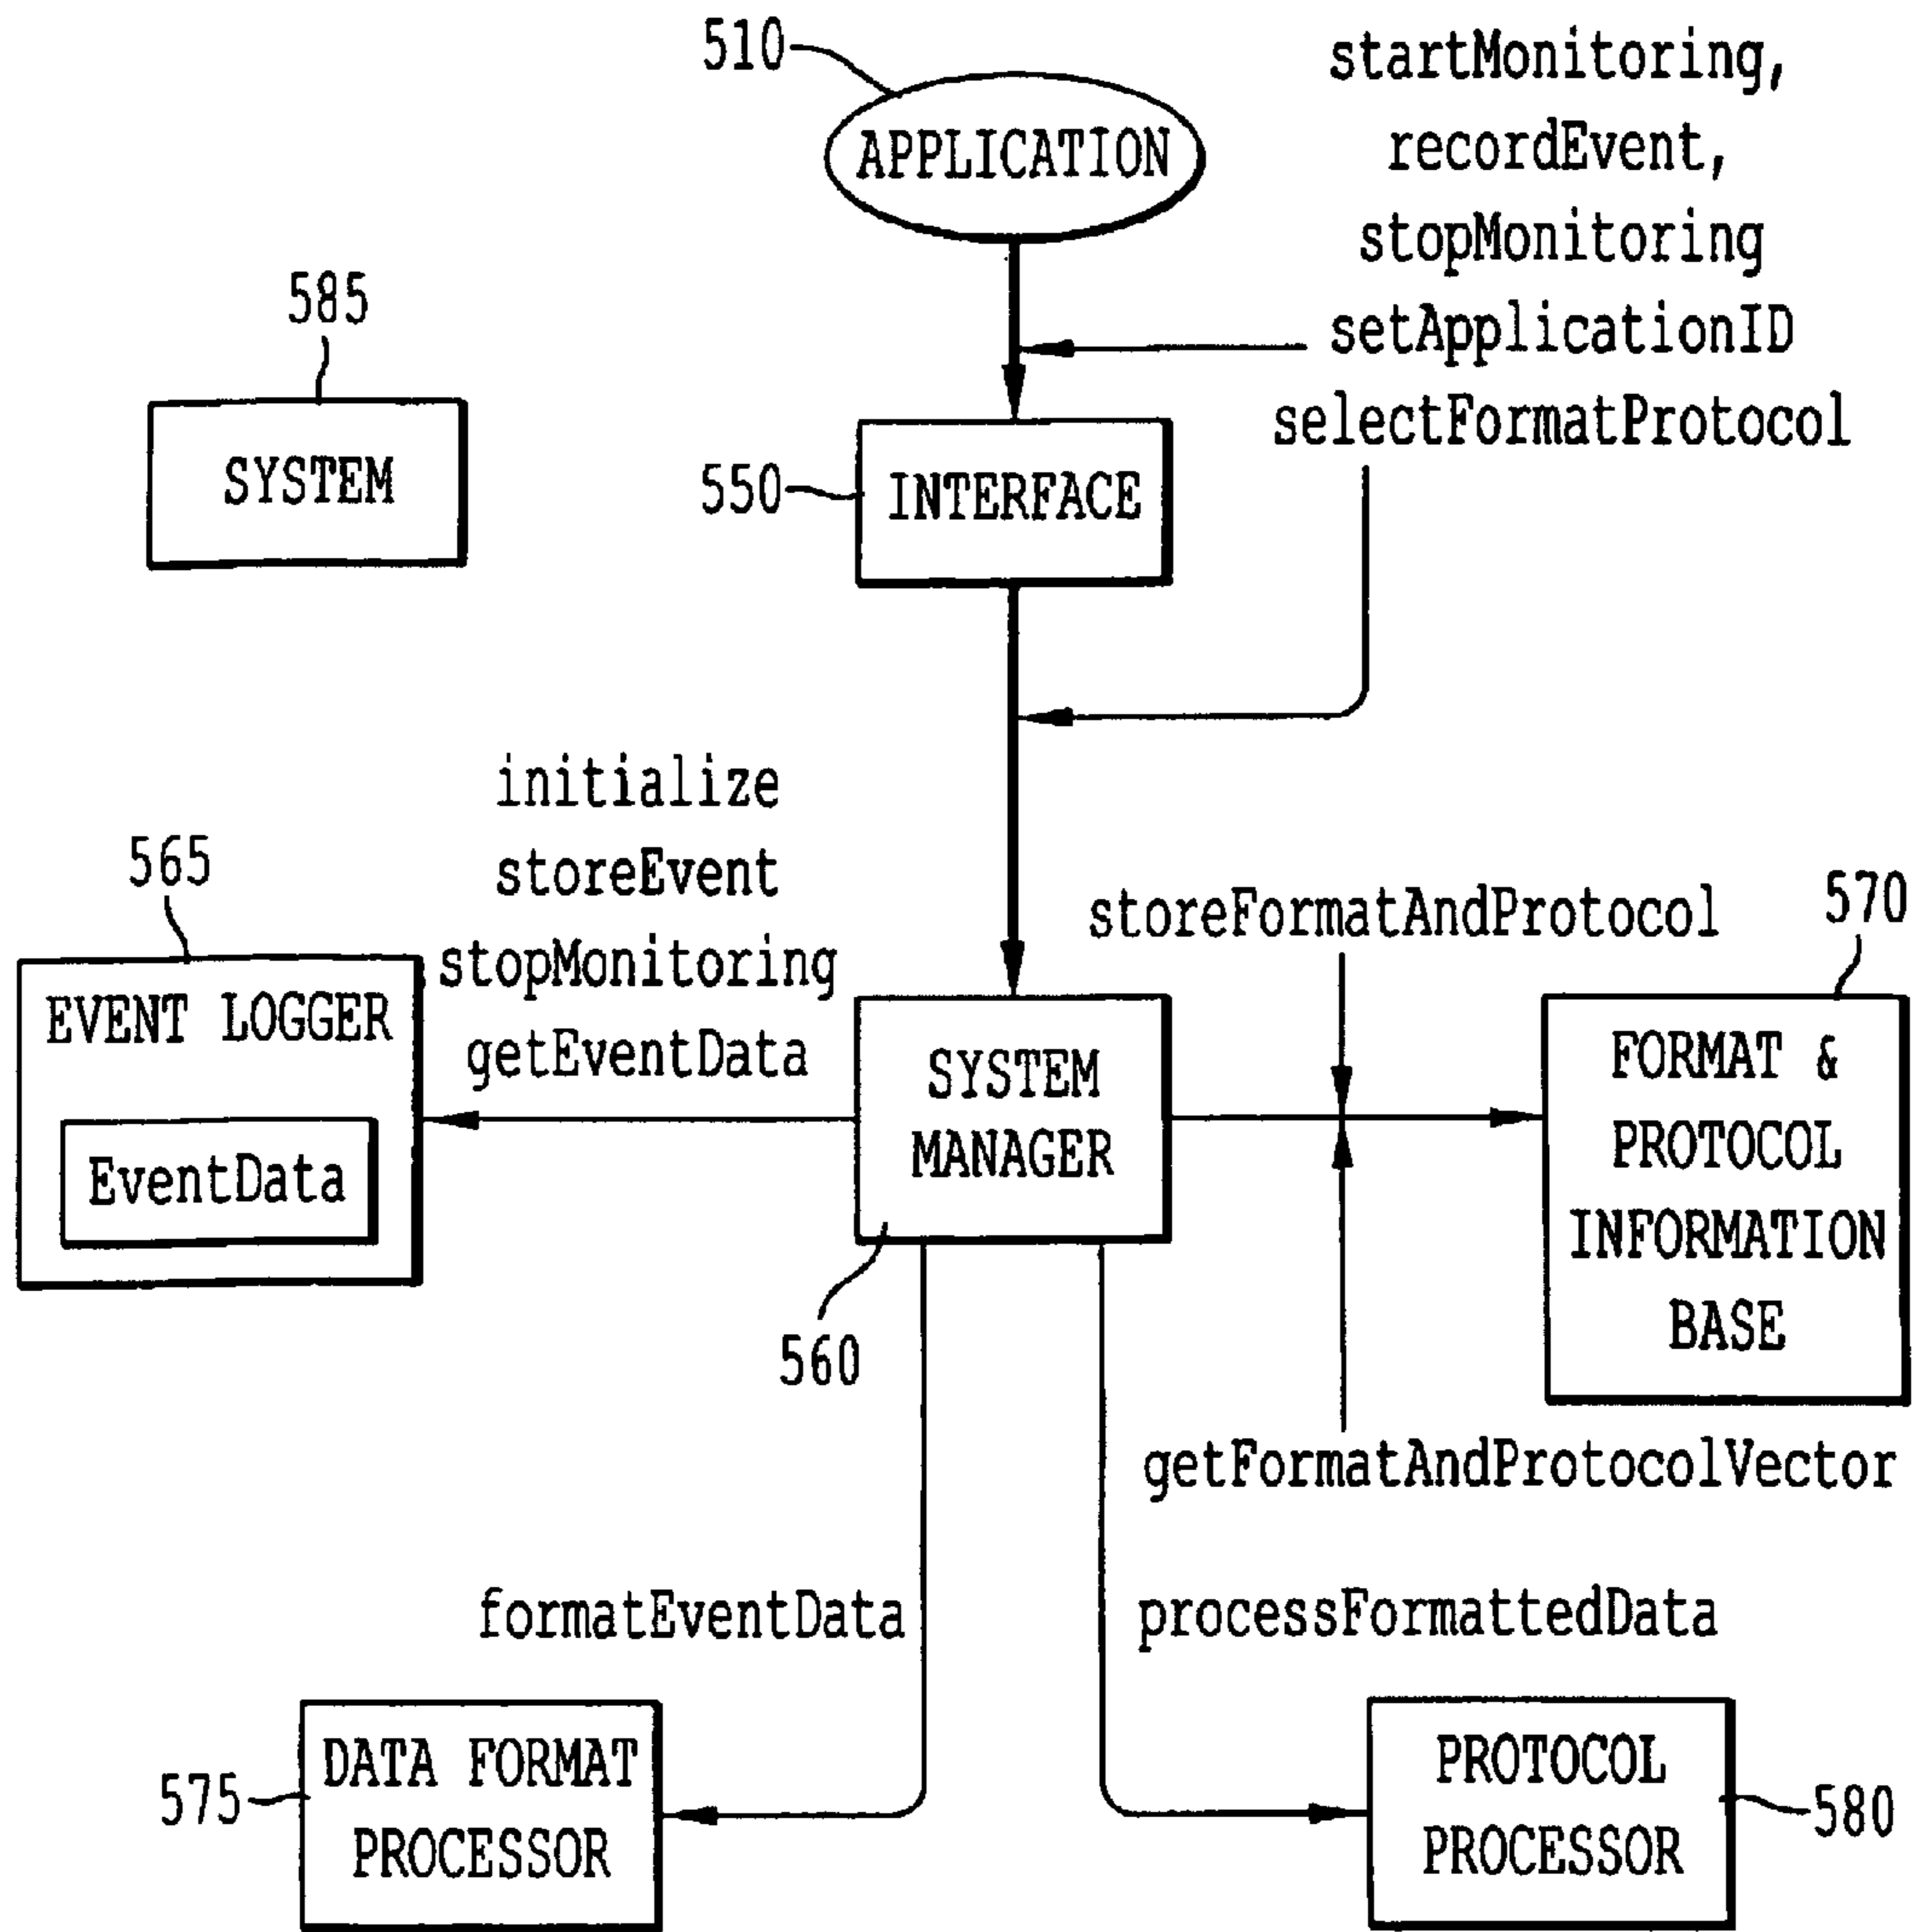 510
APPLICATION
startMonitoring,
recordEvent,
stopMonitoring
setApplicationID
selectFormatProtocol
585
SYSTEM
550
INTERFACE
initialize
storeEvent
stopMonitoring
getEventData
565
EVENT LOGGER
EventData
SYSTEM
MANAGER
560
storeFormatAndProtocol
570
FORMAT &
PROTOCOL
INFORMATION
BASE
getFormatAndProtocolVector
formatEventData
processFormattedData
575
DATA FORMAT
PROCESSOR
PROTOCOL
PROCESSOR
580